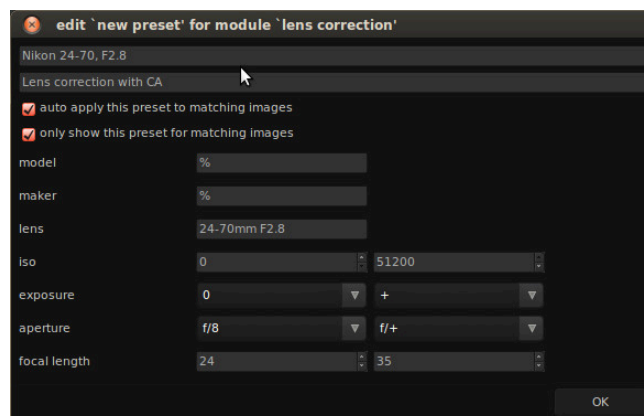 edit `new preset' for module `lens correction'
Nikon 24-70, F2.8
Lens correction with CA
auto apply this preset to matching images
only show this preset for matching images
model %
maker %
lens 24-70mm F2.8
iso 0 51200
exposure 0 +
aperture f/8 f/+
focal length 24 35
OK